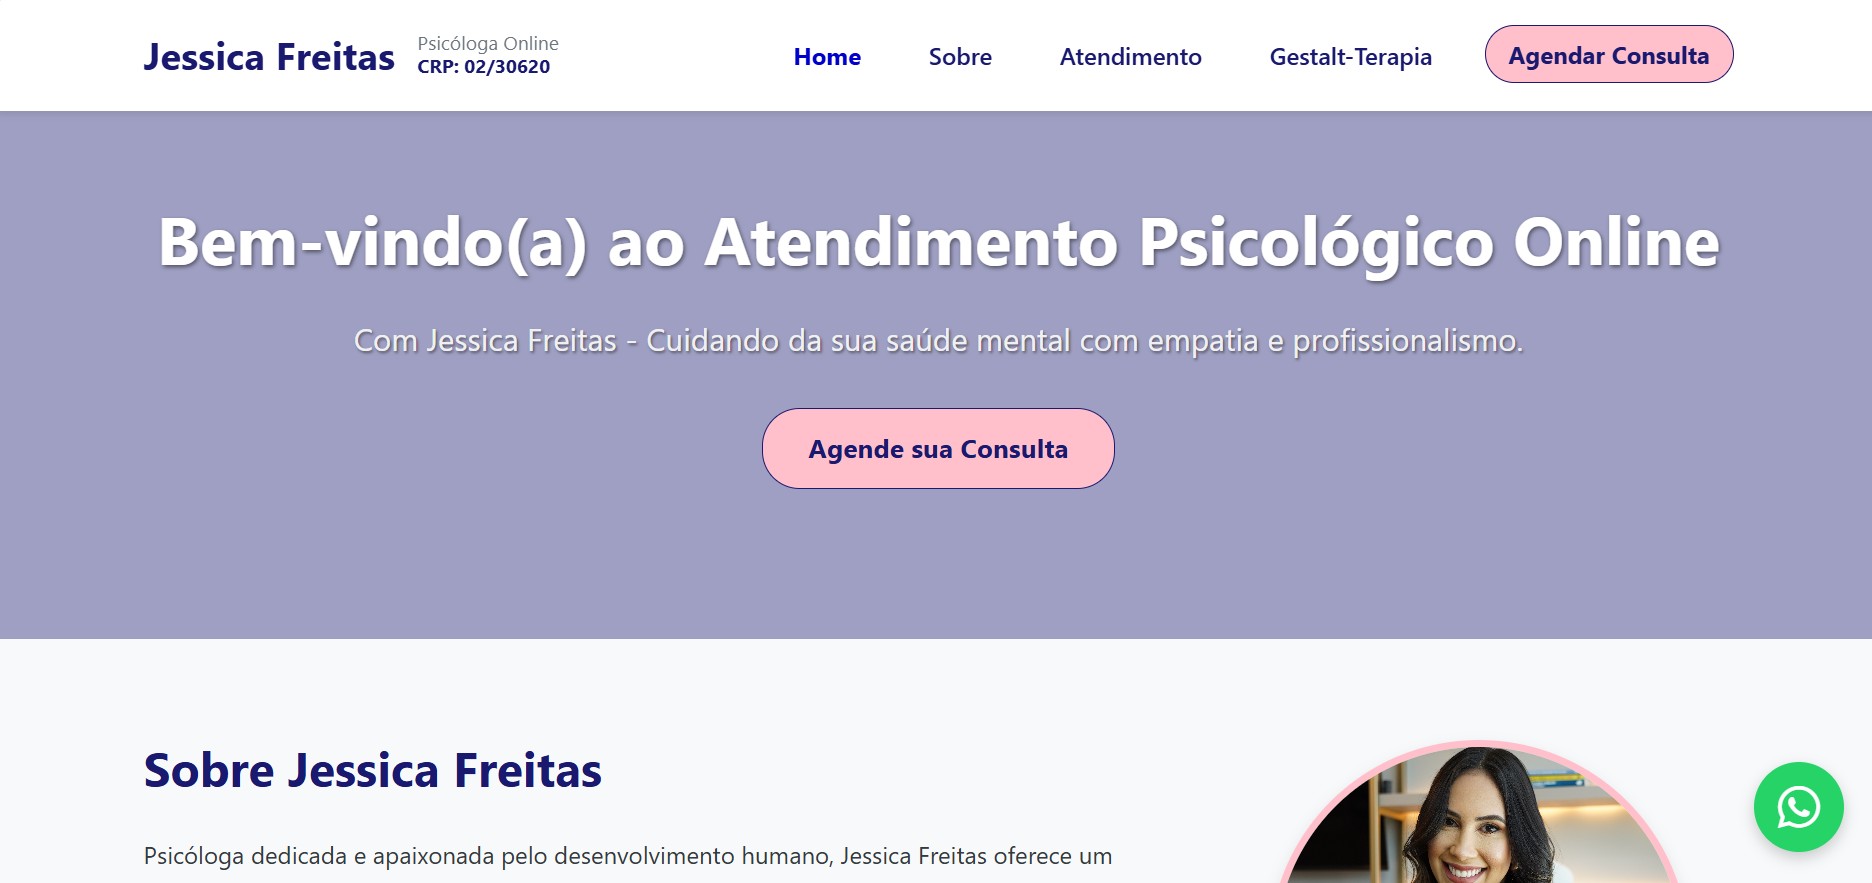 Jessica Freitas
Psicóloga Online
CRP: 02/30620
Home
Sobre
Atendimento
Gestalt-Terapia
Agendar Consulta
Bem-vindo(a) ao Atendimento Psicológico Online
Com Jessica Freitas - Cuidando da sua saúde mental com empatia e profissionalismo.
Agende sua Consulta
Sobre Jessica Freitas
Psicóloga dedicada e apaixonada pelo desenvolvimento humano, Jessica Freitas oferece um